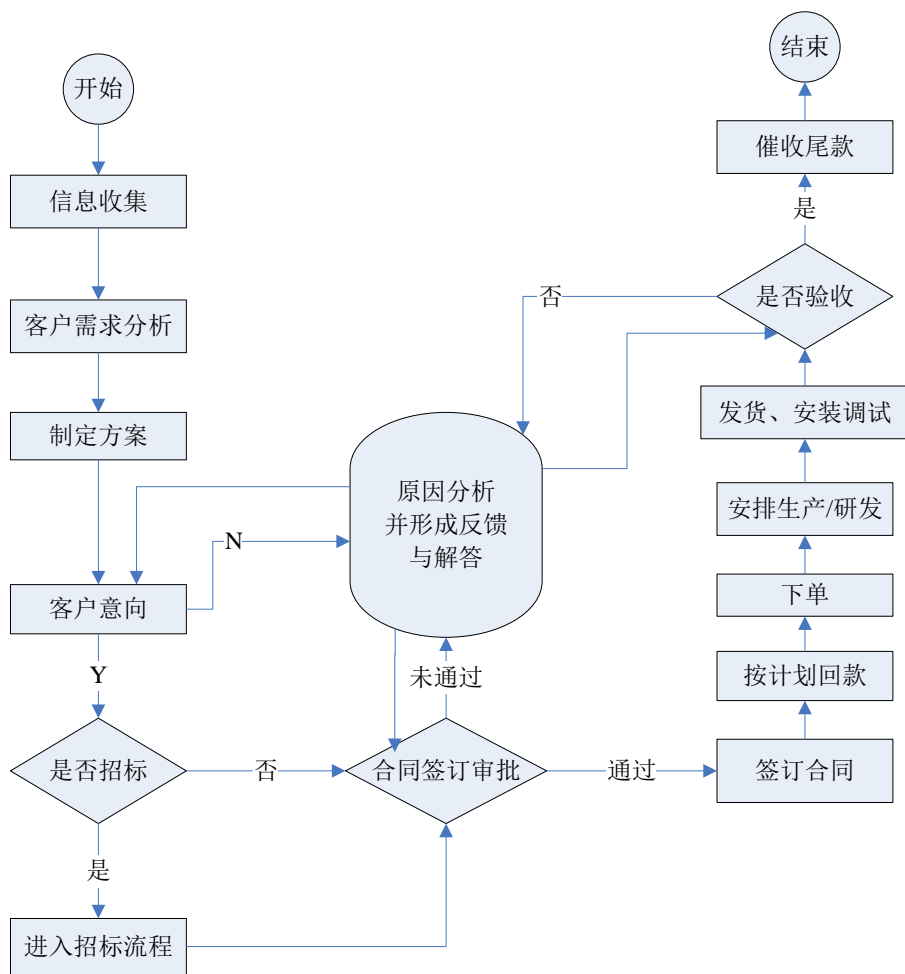 开始
信息收集
客户需求分析
制定方案
客户意向
N
Y
是否招标
否
是
进入招标流程
原因分析
并形成反馈
与解答
未通过
合同签订审批
通过
签订合同
按计划回款
下单
安排生产/研发
发货、安装调试
是否验收
否
是
催收尾款
结束